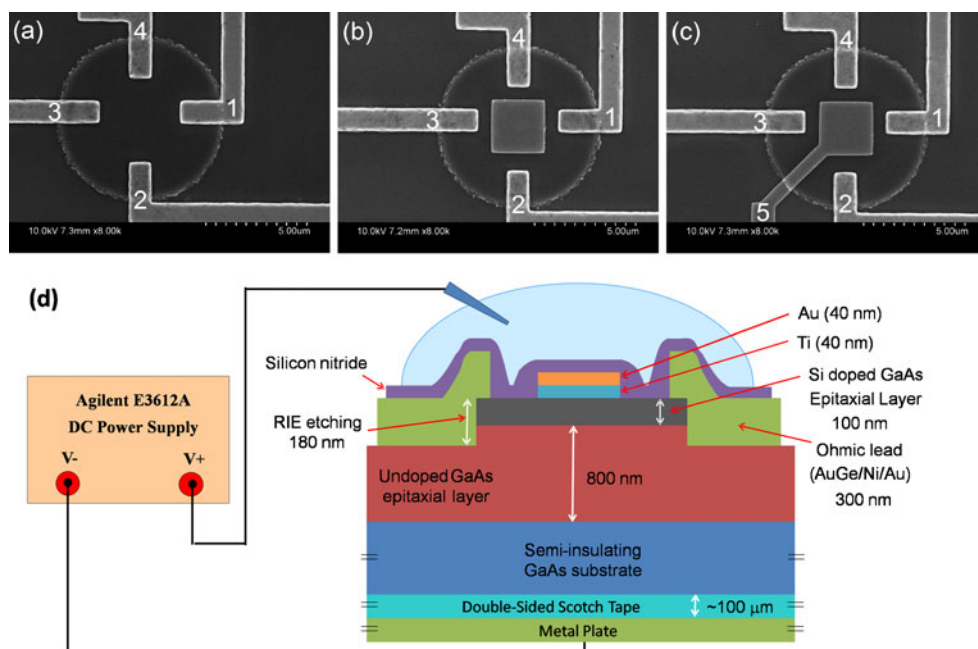 (a)
4
3
1
2
10.0kV 7.3mm x8.00k
5.00um
(b)
4
3
1
2
10.0kV 7.2mm x8.00k
5.00um
(c)
4
3
1
2
5
10.0kV 7.3mm x8.00k
5.00um
(d)
Agilent E3612A
DC Power Supply
V-
V+
Silicon nitride
RIE etching
180 nm
Au (40 nm)
Ti (40 nm)
Si doped GaAs
Epitaxial Layer
100 nm
Ohmic lead
(AuGe/Ni/Au)
300 nm
Undoped GaAs
epitaxial layer
800 nm
Semi-insulating
GaAs substrate
Double-Sided Scotch Tape
~100 μm
Metal Plate